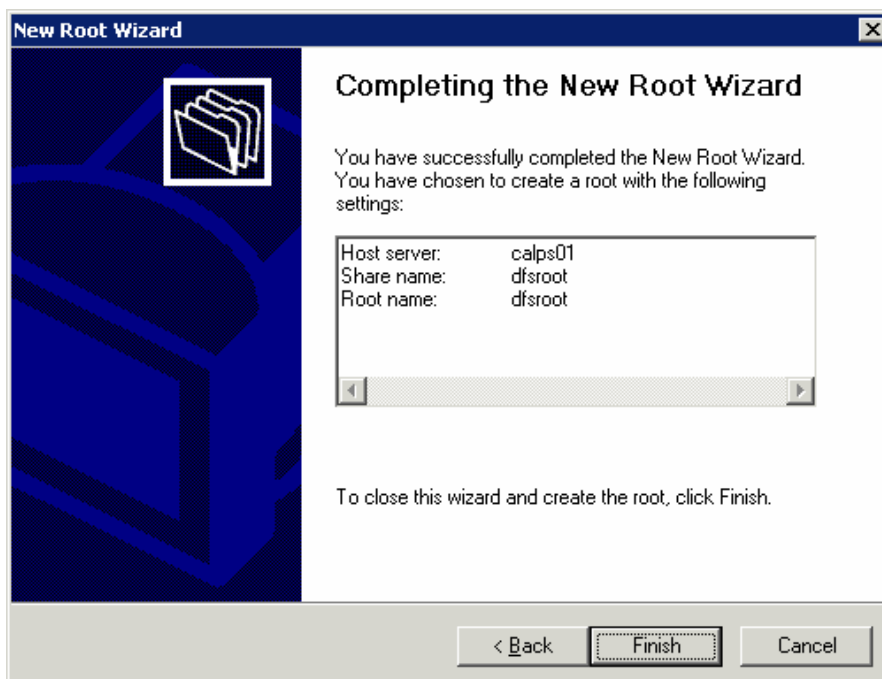 New Root Wizard
Completing the New Root Wizard
You have successfully completed the New Root Wizard.
You have chosen to create a root with the following
settings:
Host server: calps01
Share name: dfsroot
Root name: dfsroot
To close this wizard and create the root, click Finish.
< Back Finish Cancel